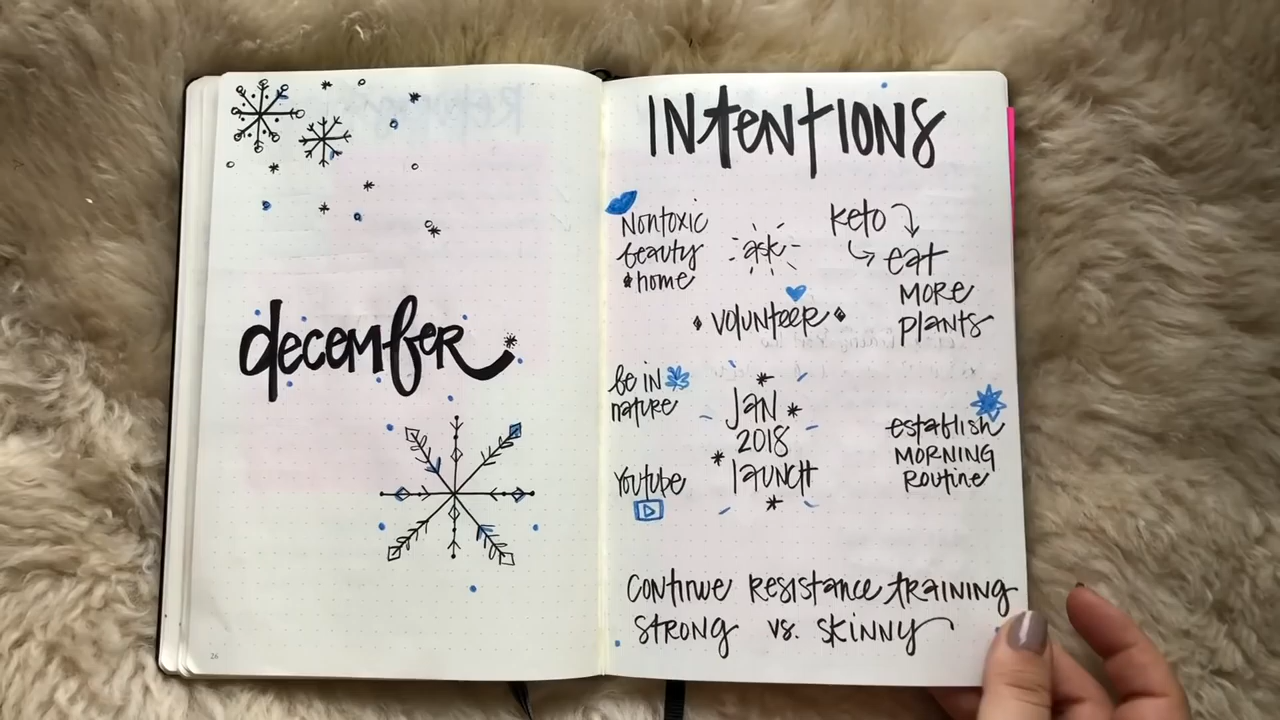 december
26
INtENtIONS
Nontoxic
beauty
& home
ask
keto
eat
MORE
plants
volunteer
be in
nature
JAN
2018
launch
establish
MORNING
Routine
Youtube
Continue Resistance tRAINING
StRONG vs. SKINNY